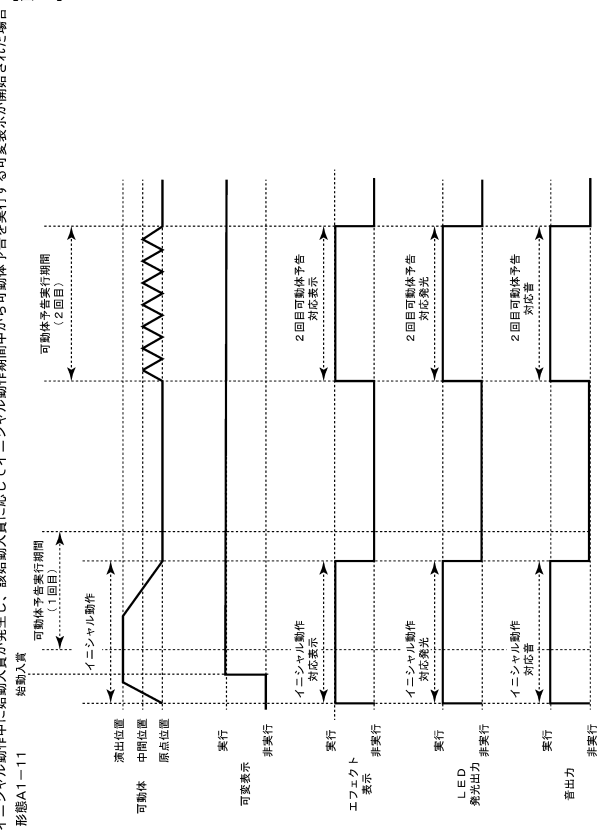 イニシャル動作中に始動入賞が発生し、該始動入賞に応じてイニシャル動作期間中から可動体予告を実行する可変表示が開始された場合
形態A1-11
始動入賞
可動体予告実行期間
(1回目)
可動体予告実行期間
(2回目)
イニシャル動作
可動体
演出位置
中間位置
原点位置
可変表示
実行
非実行
エフェクト
表示
実行
非実行
イニシャル動作
対応表示
2回目可動体予告
対応表示
LED
発光出力
実行
非実行
イニシャル動作
対応発光
2回目可動体予告
対応発光
音出力
実行
非実行
イニシャル動作
対応音
2回目可動体予告
対応音